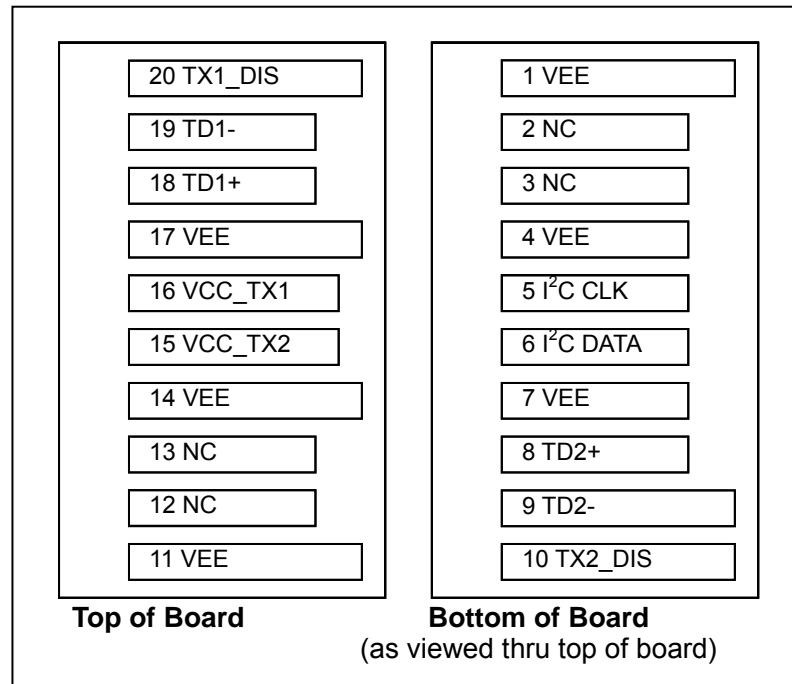 20 TX1_DIS
19 TD1-
18 TD1+
17 VEE
16 VCC_TX1
15 VCC_TX2
14 VEE
13 NC
12 NC
11 VEE
Top of Board
1 VEE
2 NC
3 NC
4 VEE
5 I²C CLK
6 I²C DATA
7 VEE
8 TD2+
9 TD2-
10 TX2_DIS
Bottom of Board
(as viewed thru top of board)